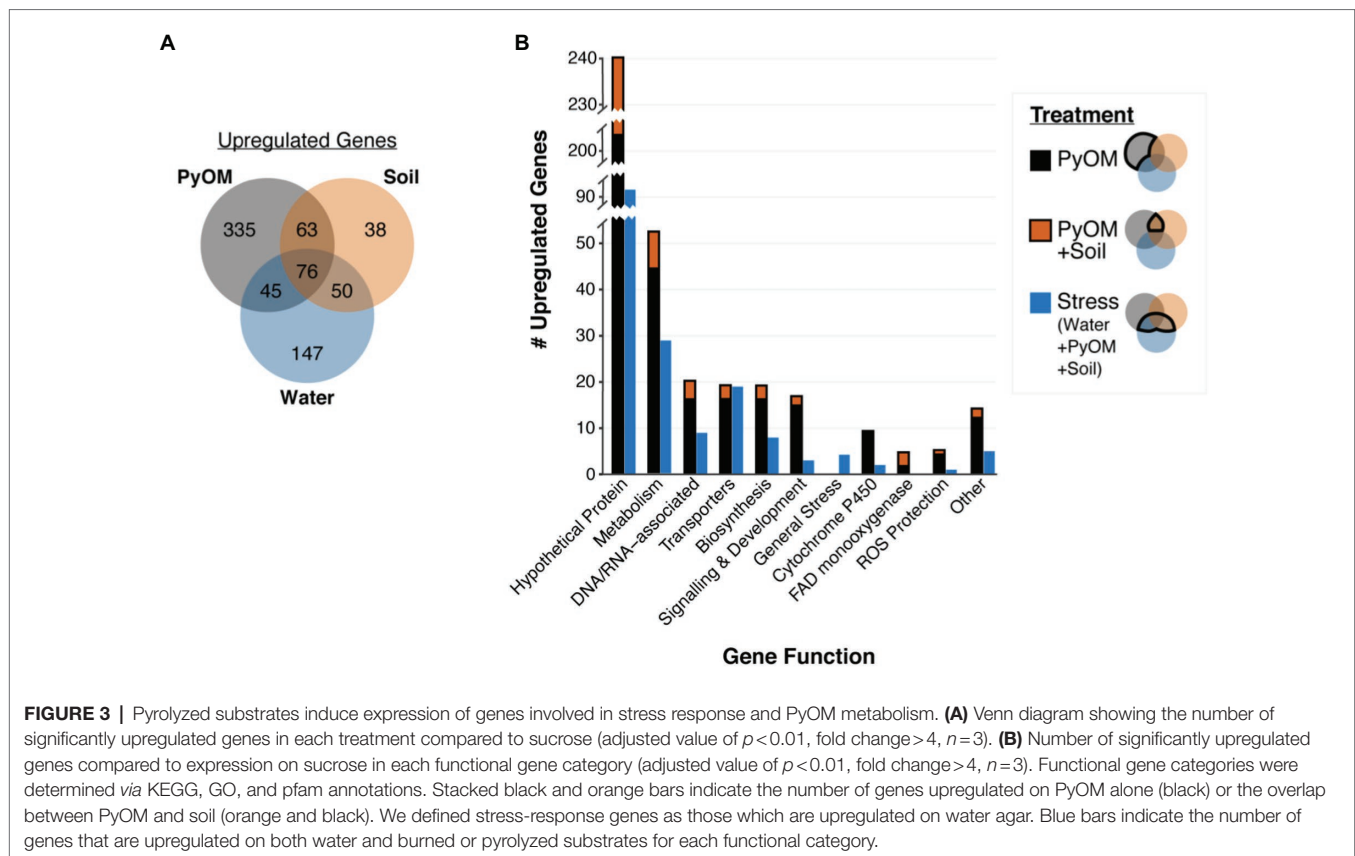 A
Upregulated Genes
PyOM
Soil
335
63
38
76
45
50
147
Water
B
# Upregulated Genes
240
230
200
90
50
40
30
20
10
0
Hypothetical Protein
Metabolism
DNA/RNA–associated
Transporters
Biosynthesis
Signalling & Development
General Stress
Cytochrome P450
FAD monooxygenase
ROS Protection
Other
Gene Function
Treatment
PyOM
PyOM
+Soil
Stress
(Water
+PyOM
+Soil)
FIGURE 3 | Pyrolyzed substrates induce expression of genes involved in stress response and PyOM metabolism. (A) Venn diagram showing the number of
significantly upregulated genes in each treatment compared to sucrose (adjusted value of p<0.01, fold change>4, n=3). (B) Number of significantly upregulated
genes compared to expression on sucrose in each functional gene category (adjusted value of p<0.01, fold change>4, n=3). Functional gene categories were
determined via KEGG, GO, and pfam annotations. Stacked black and orange bars indicate the number of genes upregulated on PyOM alone (black) or the overlap
between PyOM and soil (orange and black). We defined stress-response genes as those which are upregulated on water agar. Blue bars indicate the number of
genes that are upregulated on both water and burned or pyrolyzed substrates for each functional category.